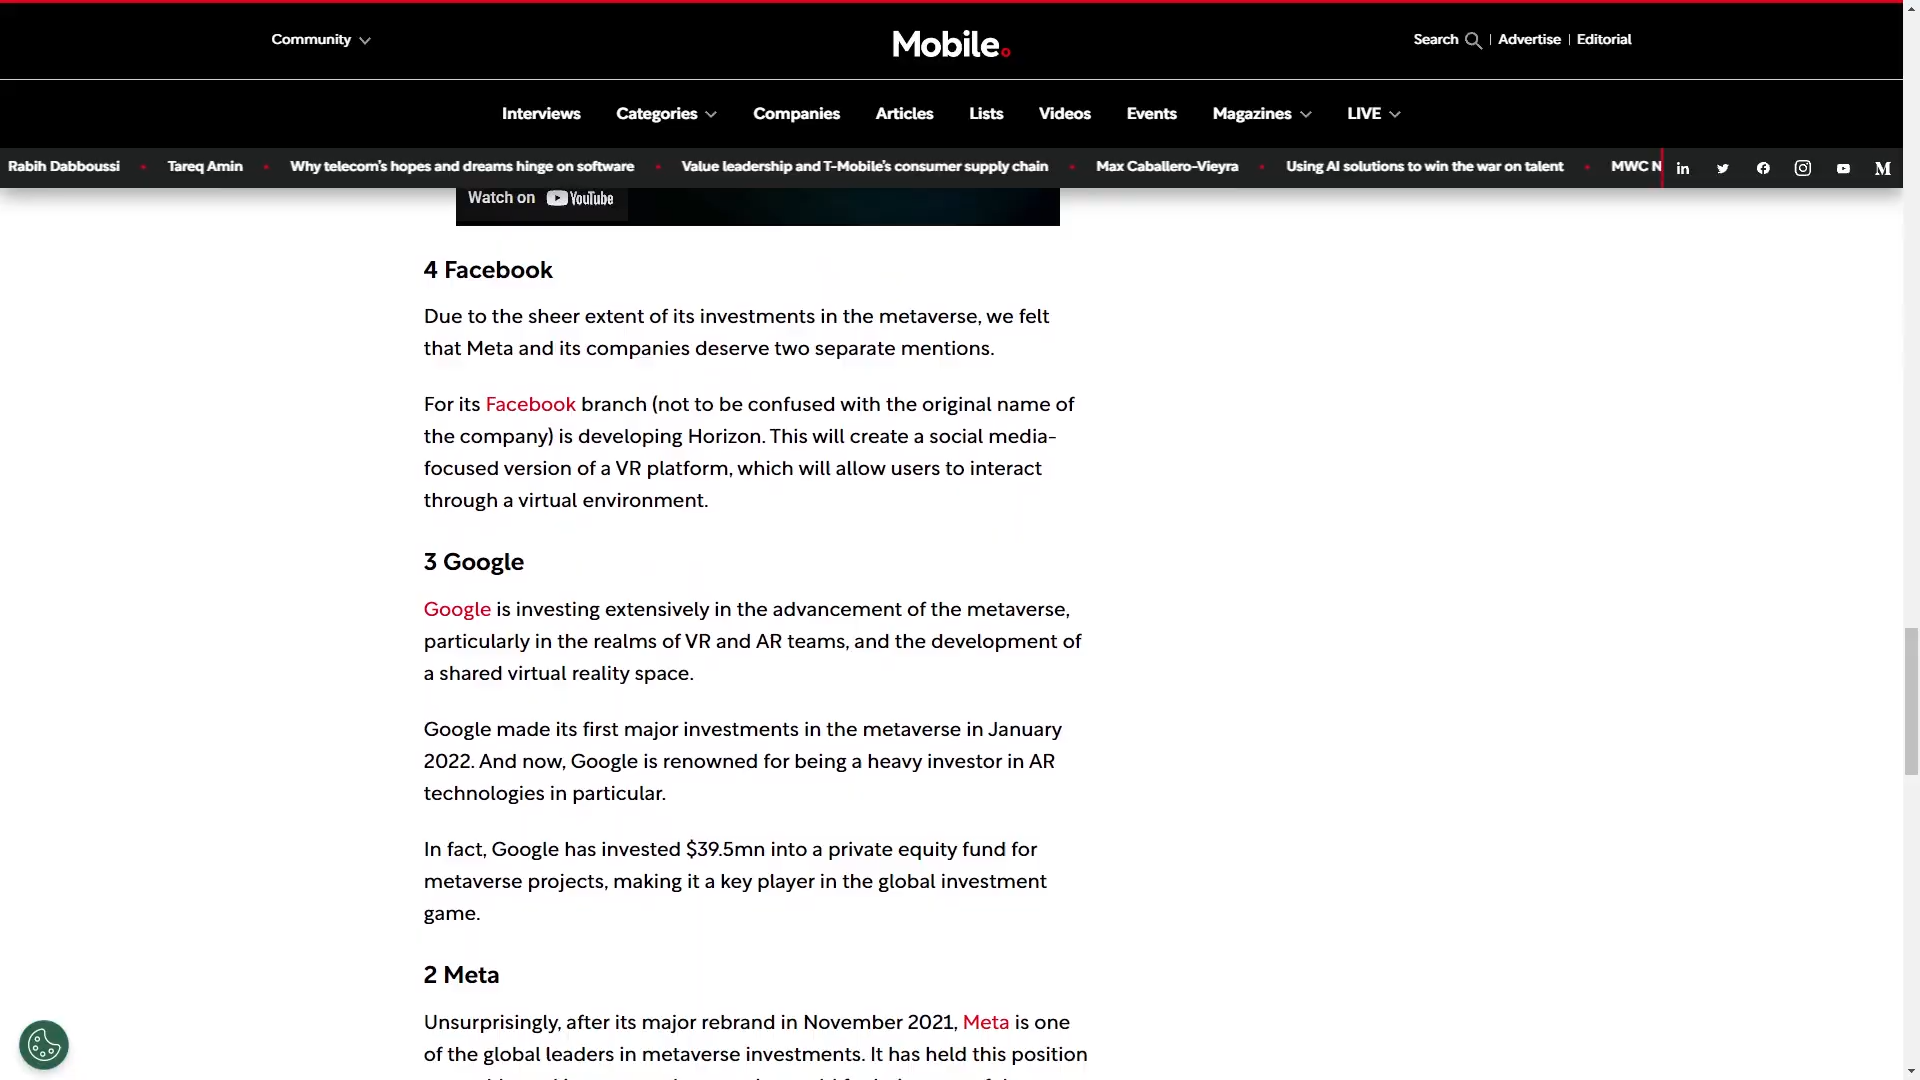 Community
Mobile.
Search | Advertise | Editorial
Interviews Categories Companies Articles Lists Videos Events Magazines LIVE
Rabih Dabboussi • Tareq Amin • Why telecom's hopes and dreams hinge on software • Value leadership and T-Mobile's consumer supply chain • Max Caballero-Vieyra • Using AI solutions to win the war on talent • MWC N
Watch on YouTube
4 Facebook
Due to the sheer extent of its investments in the metaverse, we felt
that Meta and its companies deserve two separate mentions.
For its Facebook branch (not to be confused with the original name of
the company) is developing Horizon. This will create a social media-
focused version of a VR platform, which will allow users to interact
through a virtual environment.
3 Google
Google is investing extensively in the advancement of the metaverse,
particularly in the realms of VR and AR teams, and the development of
a shared virtual reality space.
Google made its first major investments in the metaverse in January
2022. And now, Google is renowned for being a heavy investor in AR
technologies in particular.
In fact, Google has invested $39.5mn into a private equity fund for
metaverse projects, making it a key player in the global investment
game.
2 Meta
Unsurprisingly, after its major rebrand in November 2021, Meta is one
of the global leaders in metaverse investments. It has held this position